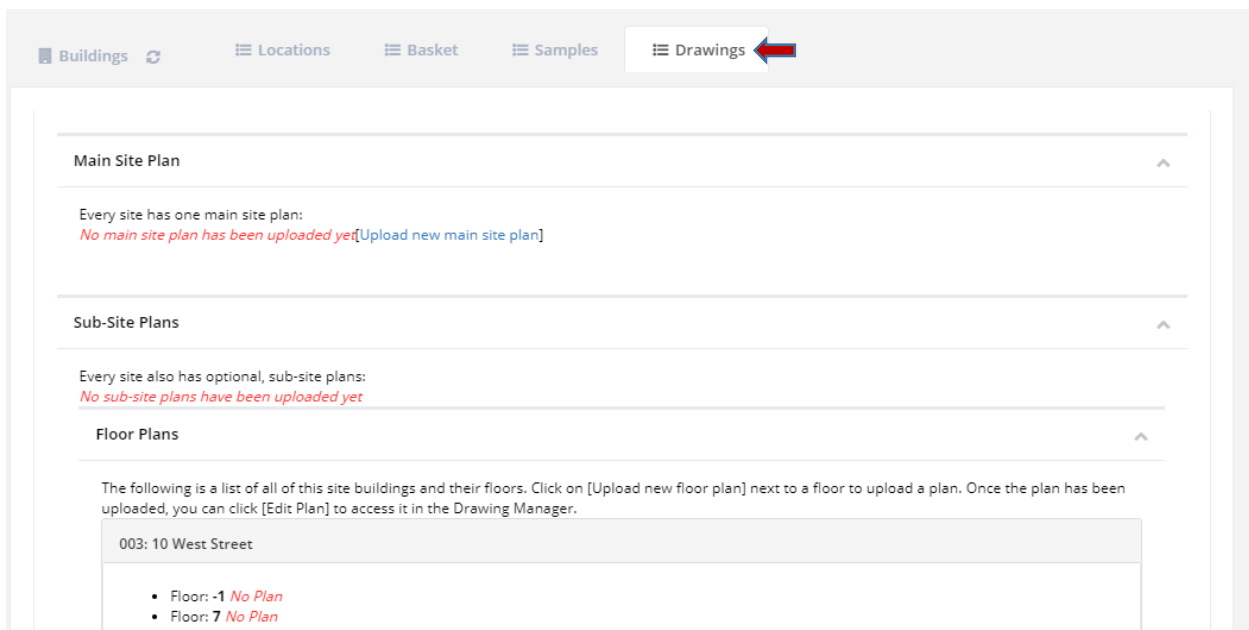 Buildings
Locations
Basket
Samples
Drawings
Main Site Plan
Every site has one main site plan:
No main site plan has been uploaded yet[Upload new main site plan]
Sub-Site Plans
Every site also has optional, sub-site plans:
No sub-site plans have been uploaded yet
Floor Plans
The following is a list of all of this site buildings and their floors. Click on [Upload new floor plan] next to a floor to upload a plan. Once the plan has been
uploaded, you can click [Edit Plan] to access it in the Drawing Manager.
003: 10 West Street
• Floor: -1 No Plan
• Floor: 7 No Plan